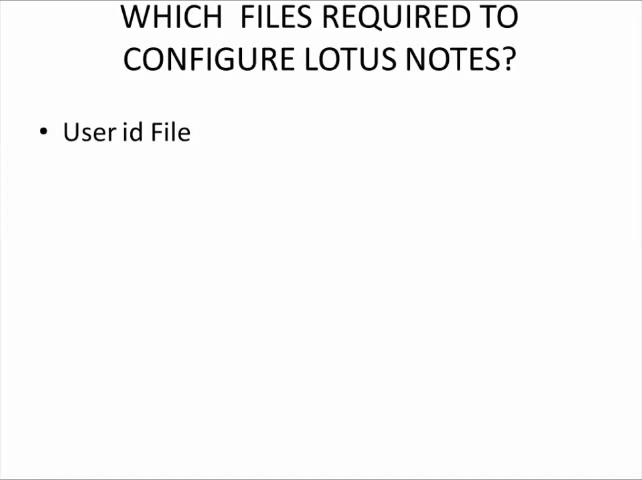 WHICH  FILES REQUIRED TO
CONFIGURE LOTUS NOTES?
• User id File